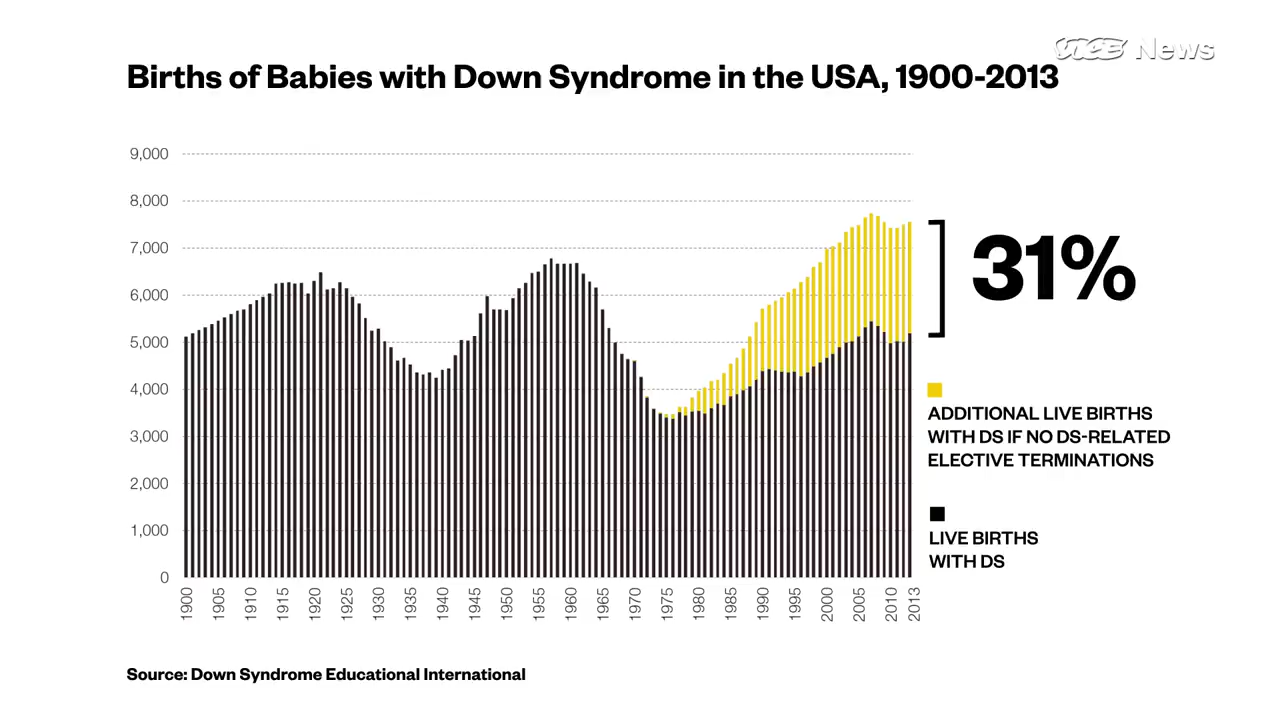 VICE News
Births of Babies with Down Syndrome in the USA, 1900-2013
9,000
8,000
7,000
6,000
5,000
4,000
3,000
2,000
1,000
0
1900 1905 1910 1915 1920 1925 1930 1935 1940 1945 1950 1955 1960 1965 1970 1975 1980 1985 1990 1995 2000 2005 2010 2013
31%
ADDITIONAL LIVE BIRTHS
WITH DS IF NO DS-RELATED
ELECTIVE TERMINATIONS
LIVE BIRTHS
WITH DS
Source: Down Syndrome Educational International